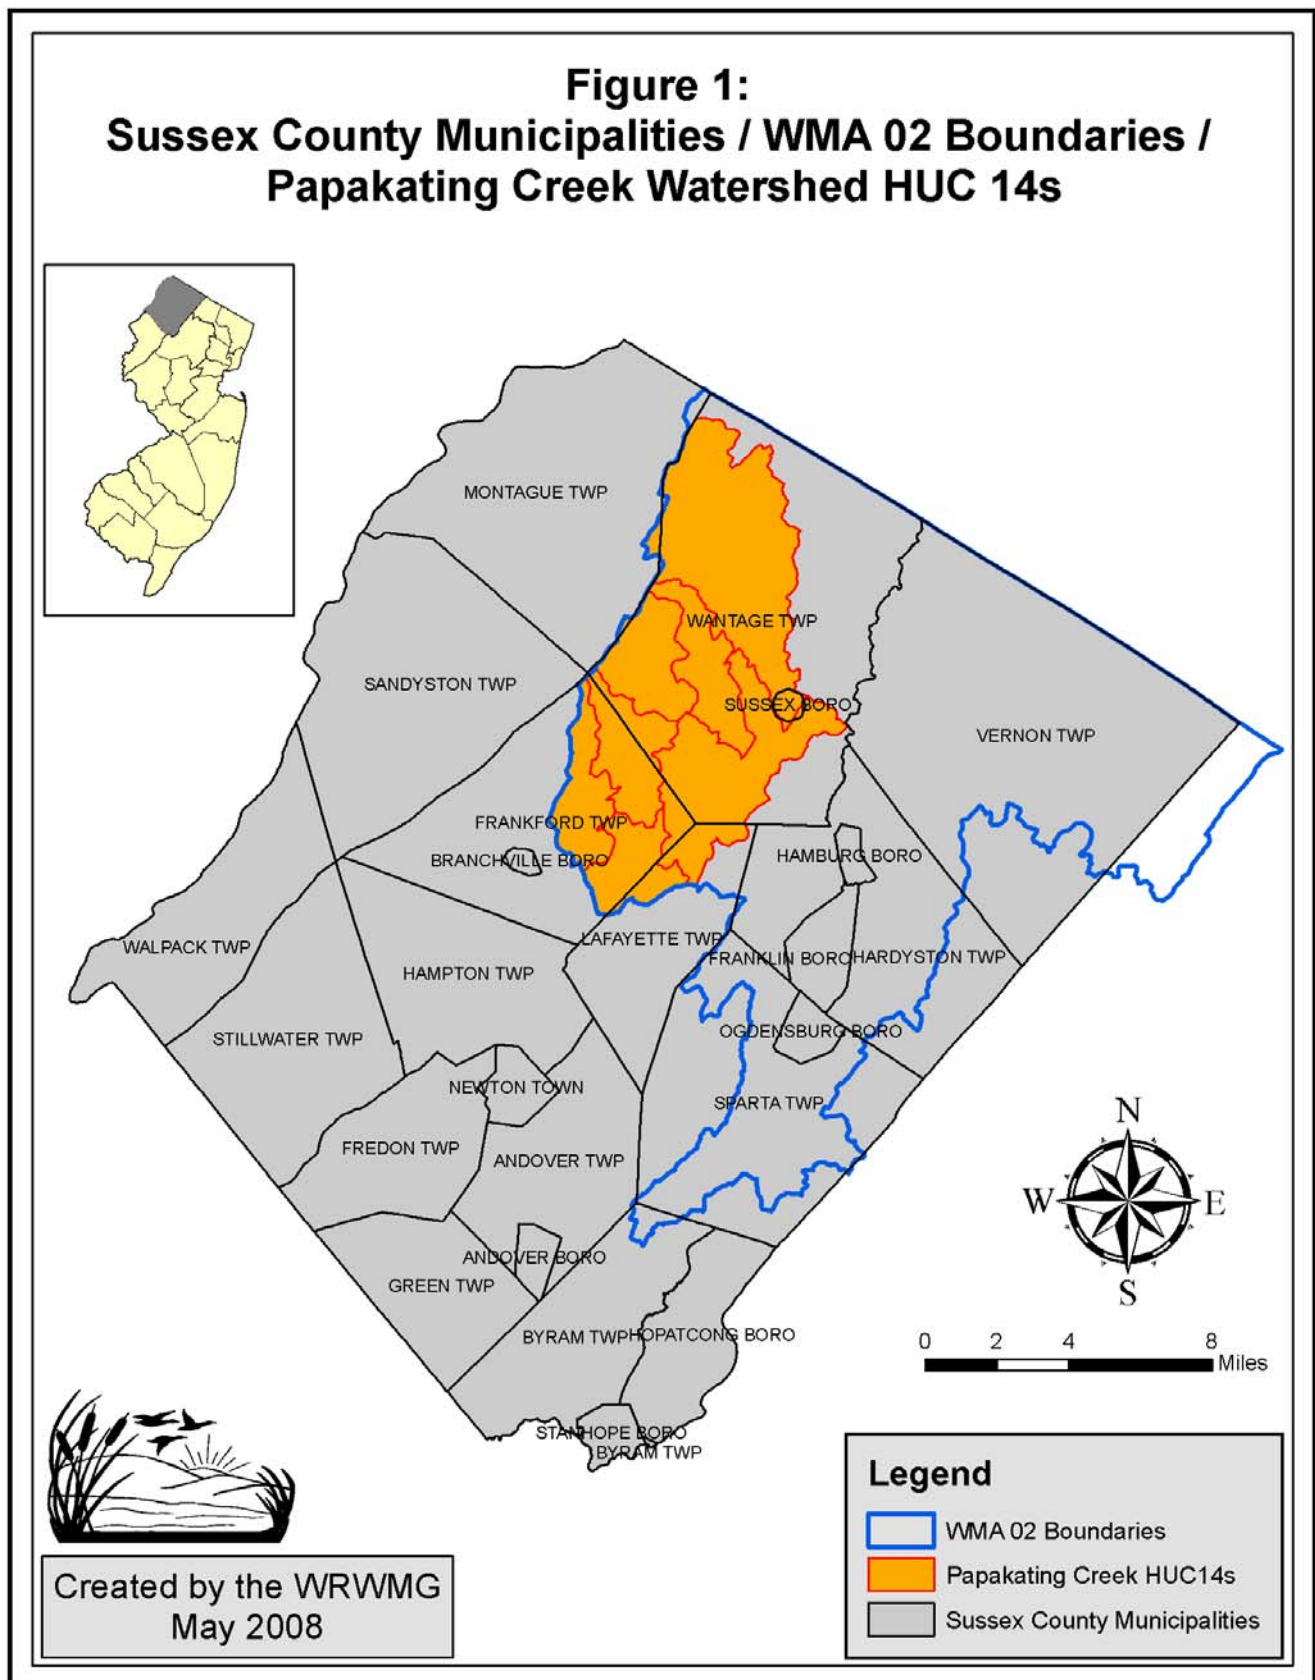 Figure 1:
Sussex County Municipalities / WMA 02 Boundaries /
Papakating Creek Watershed HUC 14s
MONTAGUE TWP
WANTAGE TWP
SANDYSTON TWP
SUSSEX BORO
VERNON TWP
FRANKFORD TWP
BRANCHVILLE BORO
HAMBURG BORO
WALPACK TWP
LAFAYETTE TWP
HAMPTON TWP
FRANKLIN BORO
HARDYSTON TWP
STILLWATER TWP
OGDENSBURG BORO
NEWTON TOWN
SPARTA TWP
FREDON TWP
ANDOVER TWP
N
W
E
S
ANDOVER BORO
GREEN TWP
BYRAM TWP
HOPATCONG BORO
0 2 4 8
Miles
STANHOPE BORO
BYRAM TWP
Legend
WMA 02 Boundaries
Papakating Creek HUC14s
Sussex County Municipalities
Created by the WRWMG
May 2008